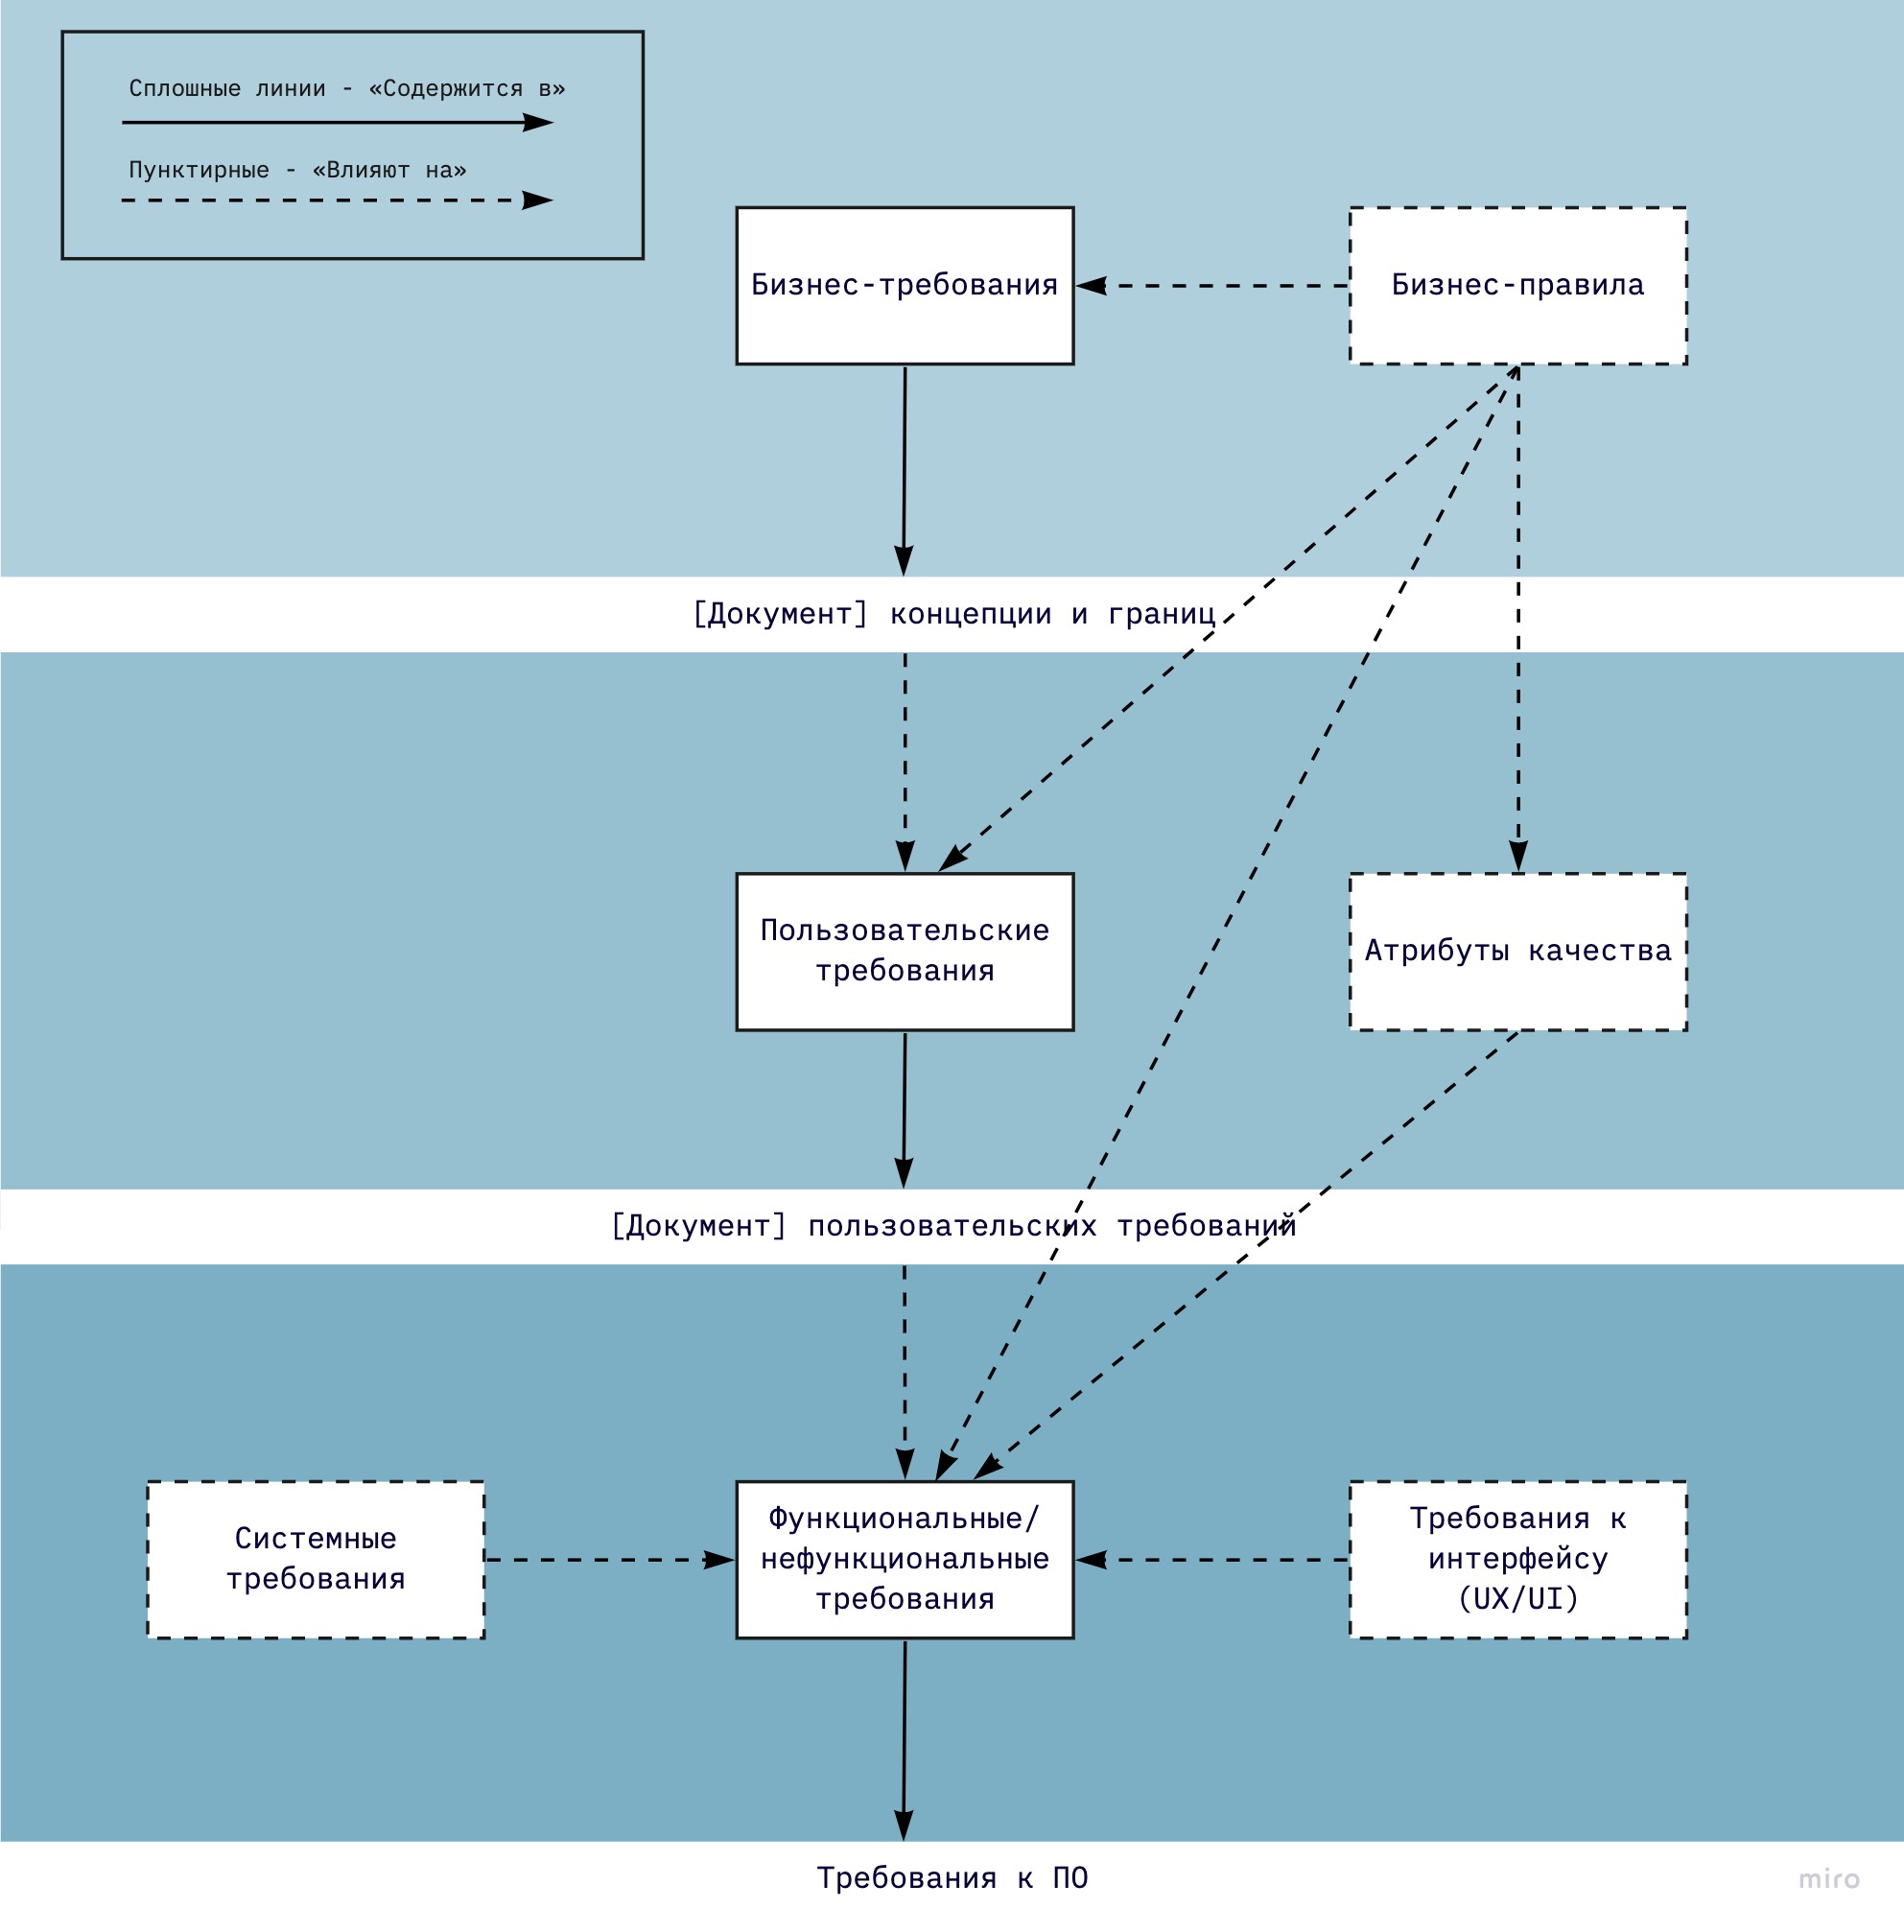 Сплошные линии - «Содержится в»
Пунктирные - «Влияют на»
Бизнес-требования
Бизнес-правила
[Документ] концепции и границ
Пользовательские
требования
Атрибуты качества
[Документ] пользовательских требований
Системные
требования
Функциональные/
нефункциональные
требования
Требования к
интерфейсу
(UX/UI)
Требования к ПО
miro